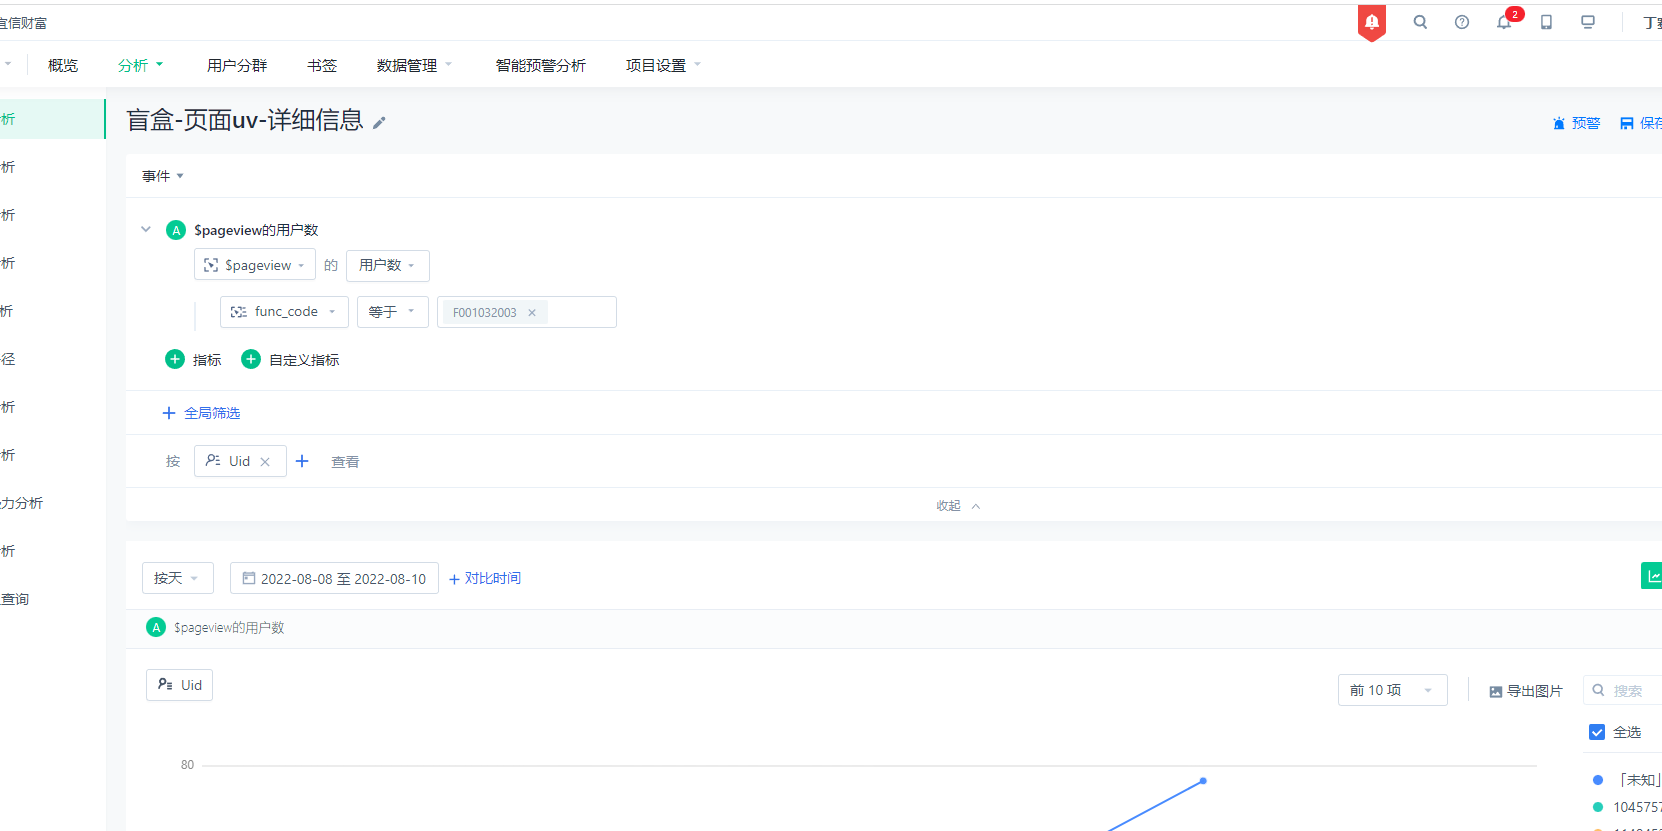 宜信财富
2
丁
概览 分析 用户分群 书签 数据管理 智能预警分析 项目设置
析
盲盒-页面uv-详细信息
预警 保存
析
事件
析
A $pageview的用户数
析
$pageview 的 用户数
析
func_code 等于 F001032003 ×
径
指标 自定义指标
析
全局筛选
析
按 Uid × + 查看
力分析
收起
析
按天 2022-08-08 至 2022-08-10 + 对比时间
查询
A $pageview的用户数
Uid 前 10 项 导出图片 搜索
全选
80
「未知」
104575